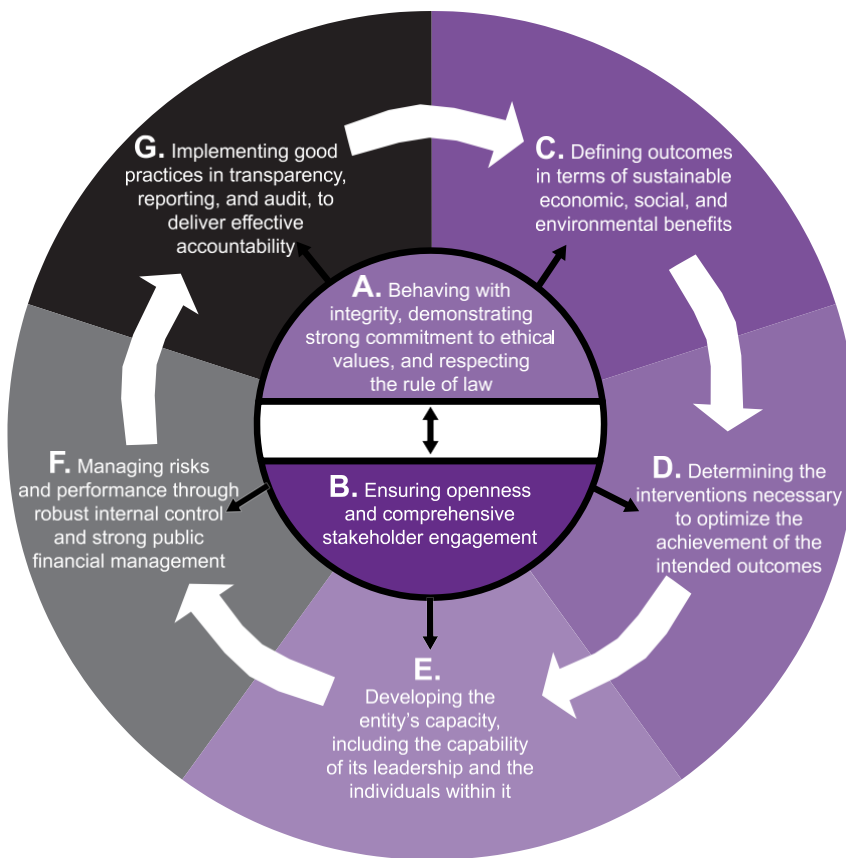 A. Behaving with
integrity, demonstrating
strong commitment to ethical
values, and respecting
the rule of law
B. Ensuring openness
and comprehensive
stakeholder engagement
C. Defining outcomes
in terms of sustainable
economic, social, and
environmental benefits
D. Determining the
interventions necessary
to optimize the
achievement of the
intended outcomes
E.
Developing the
entity’s capacity,
including the capability
of its leadership and the
individuals within it
F. Managing risks
and performance through
robust internal control
and strong public
financial management
G. Implementing good
practices in transparency,
reporting, and audit, to
deliver effective
accountability